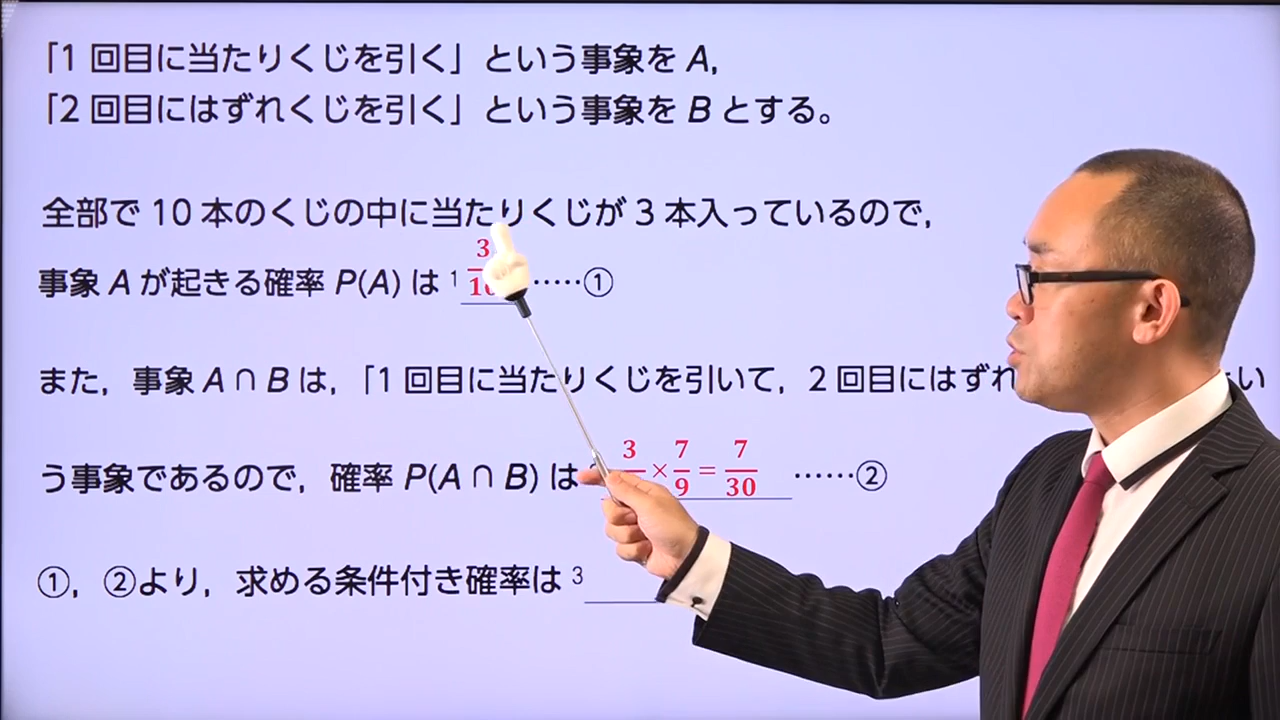 「1 回目に当たりくじを引く」という事象を A,
「2 回目にはずれくじを引く」という事象を B とする。
全部で 10 本のくじの中に当たりくじが 3 本入っているので,
事象 A が起きる確率 P(A) は 1 3/1 ……①
また, 事象 A ∩ B は, 「1 回目に当たりくじを引いて, 2 回目にはずれ い
う事象であるので, 確率 P(A ∩ B) は 3 × 7/9 = 7/30 ……②
①, ②より, 求める条件付き確率は 3